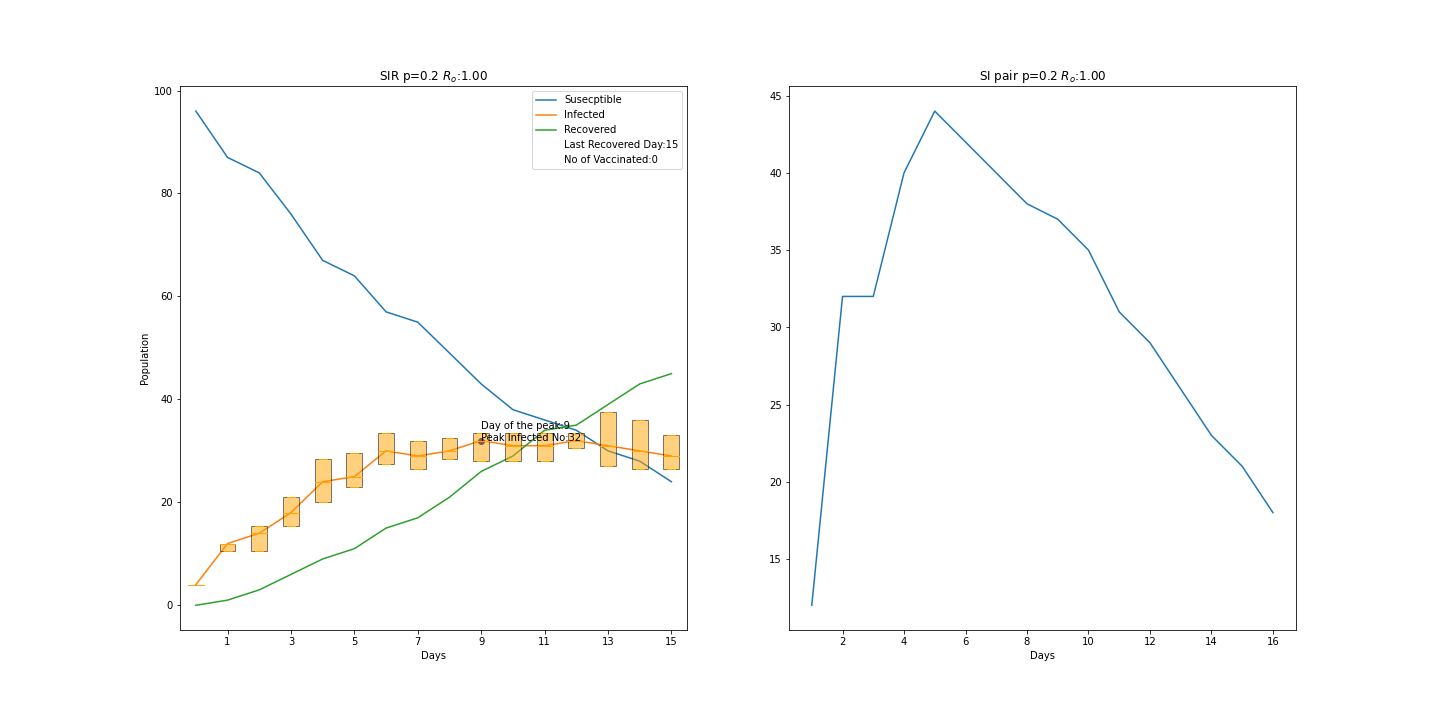 SIR p=0.2 Rₒ:1.00
100
80
60
40
20
0
Population
Susecptible
Infected
Recovered
Last Recovered Day:15
No of Vaccinated:0
Day of the peak:9
Peak Infected No:32
1 3 5 7 9 11 13 15
Days
SI pair p=0.2 Rₒ:1.00
45
40
35
30
25
20
15
2 4 6 8 10 12 14 16
Days